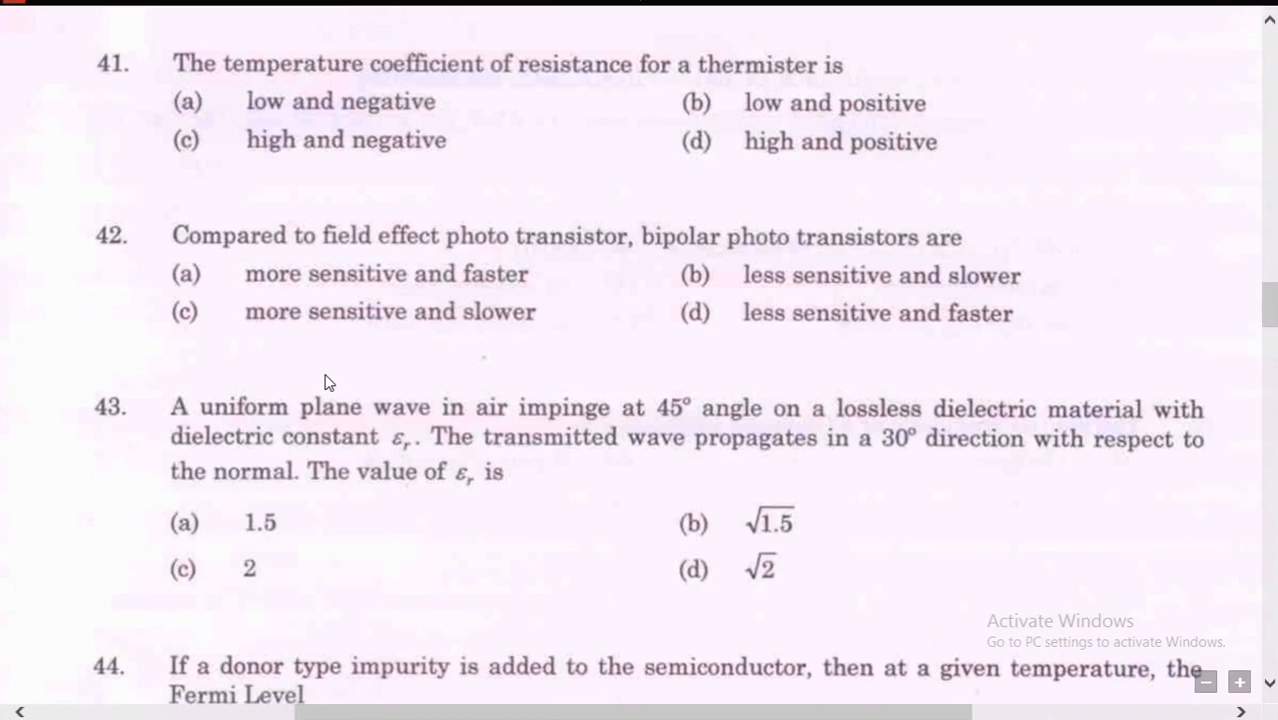 41. The temperature coefficient of resistance for a thermister is
(a) low and negative (b) low and positive
(c) high and negative (d) high and positive
42. Compared to field effect photo transistor, bipolar photo transistors are
(a) more sensitive and faster (b) less sensitive and slower
(c) more sensitive and slower (d) less sensitive and faster
43. A uniform plane wave in air impinge at 45° angle on a lossless dielectric material with
dielectric constant εᵣ. The transmitted wave propagates in a 30° direction with respect to
the normal. The value of εᵣ is
(a) 1.5 (b) √1.5
(c) 2 (d) √2
Activate Windows
Go to PC settings to activate Windows.
44. If a donor type impurity is added to the semiconductor, then at a given temperature, the
Fermi Level